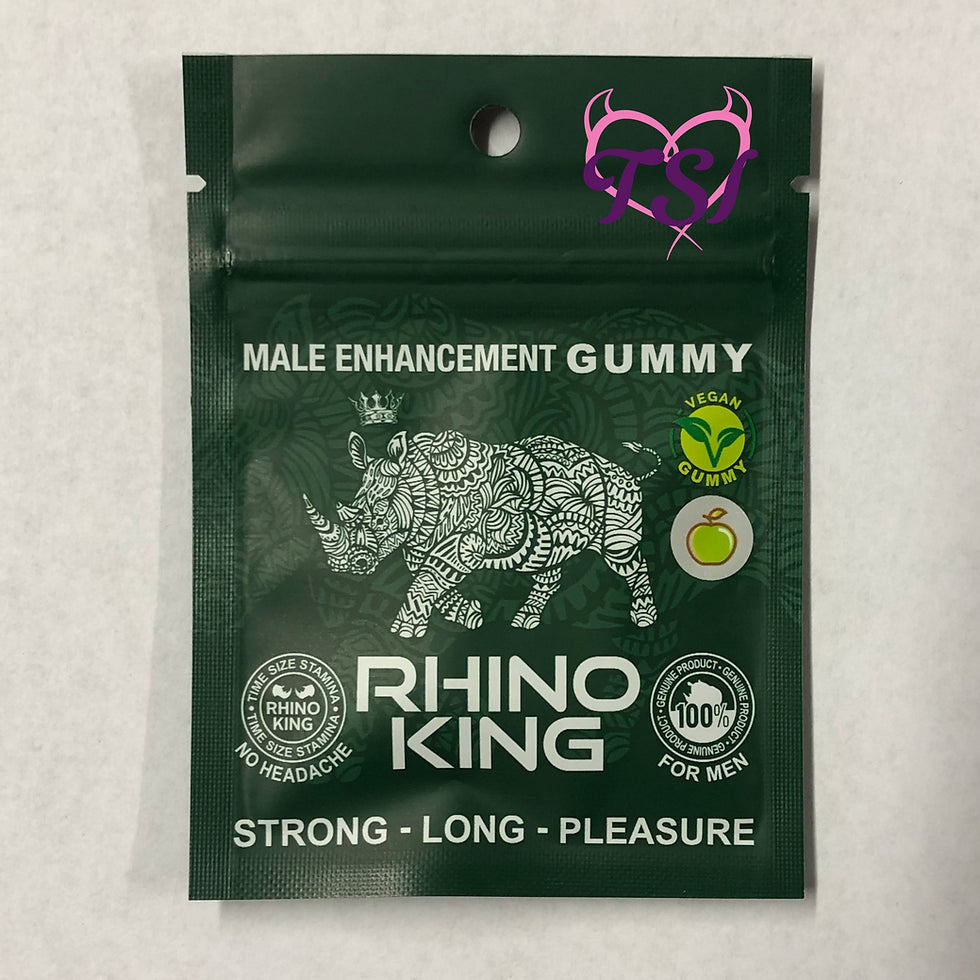 TSI
MALE ENHANCEMENT GUMMY
VEGAN
GUMMY
RHINO
KING
TIME SIZE STAMINA • TIME SIZE STAMINA •
RHINO
KING
NO HEADACHE
GENUINE PRODUCT • GENUINE PRODUCT • GENUINE PRODUCT •
100%
FOR MEN
STRONG - LONG - PLEASURE